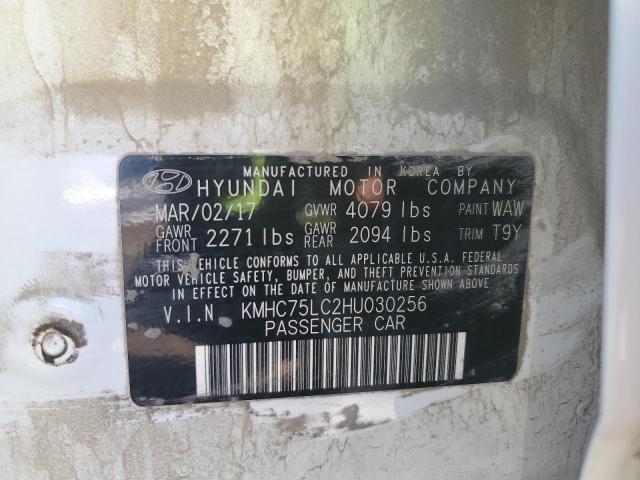 MANUFACTURED IN KOREA BY
HYUNDAI MOTOR COMPANY
MAR/02/17 GVWR 4079 lbs PAINT WAW
GAWR FRONT 2271 lbs GAWR REAR 2094 lbs TRIM T9Y
THIS VEHICLE CONFORMS TO ALL APPLICABLE U.S.A. FEDERAL
MOTOR VEHICLE SAFETY, BUMPER, AND THEFT PREVENTION STANDARDS
IN EFFECT ON THE DATE OF MANUFACTURE SHOWN ABOVE.
V.I.N KMHC75LC2HU030256
PASSENGER CAR